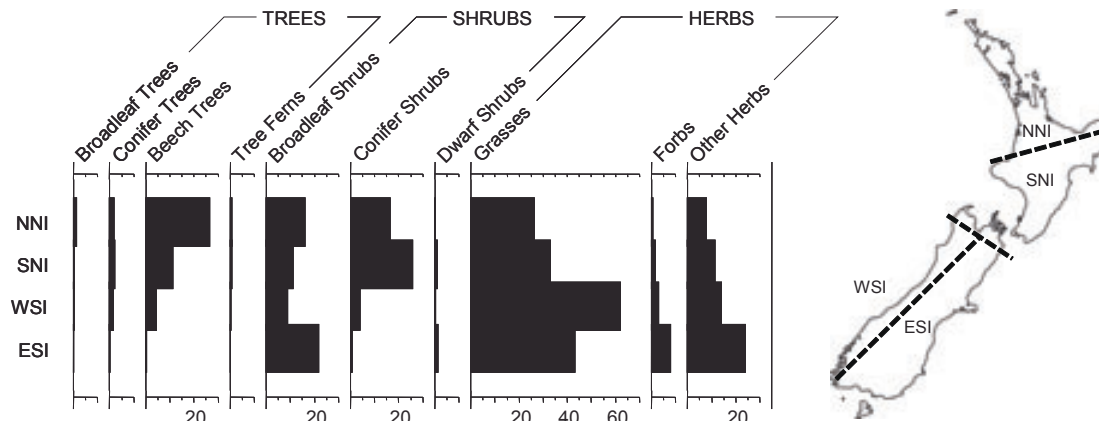 TREES
SHRUBS
HERBS
Broadleaf Trees
Conifer Trees
Beech Trees
Tree Ferns
Broadleaf Shrubs
Conifer Shrubs
Dwarf Shrubs
Grasses
Forbs
Other Herbs
NNI
SNI
WSI
ESI
20
20
20
20 40 60
20
NNI
SNI
WSI
ESI